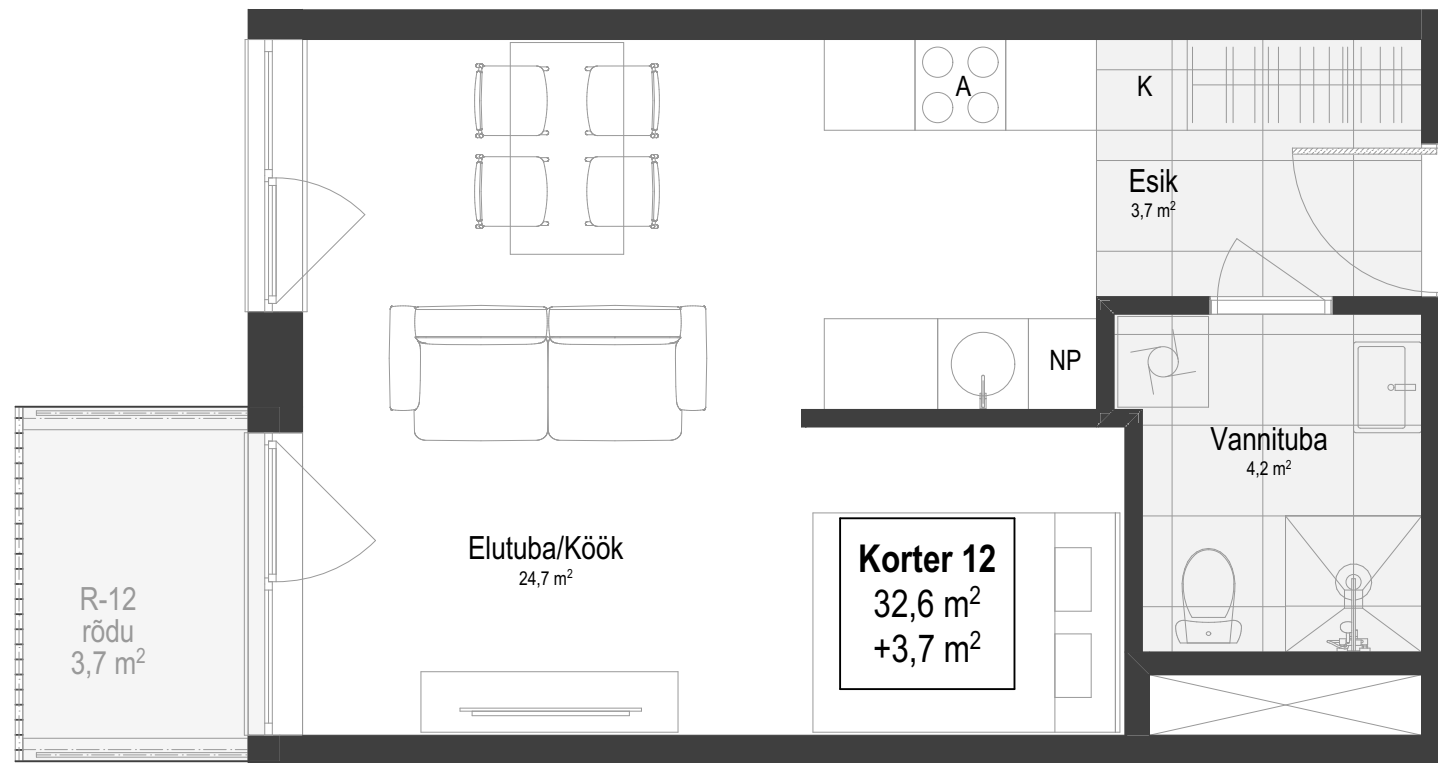 A
K
Esik
3,7 m²
NP
Vannituba
4,2 m²
Elutuba/Köök
24,7 m²
Korter 12
32,6 m²
+3,7 m²
R-12
rõdu
3,7 m²